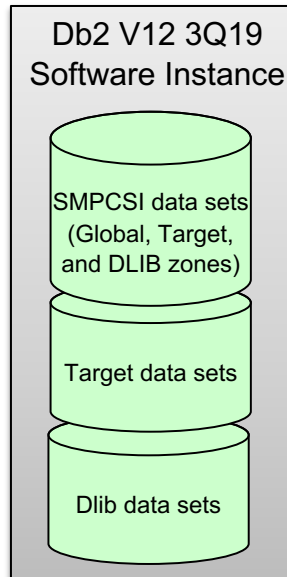 Db2 V12 3Q19
Software Instance
SMPCSI data sets
(Global, Target,
and DLIB zones)
Target data sets
Dlib data sets